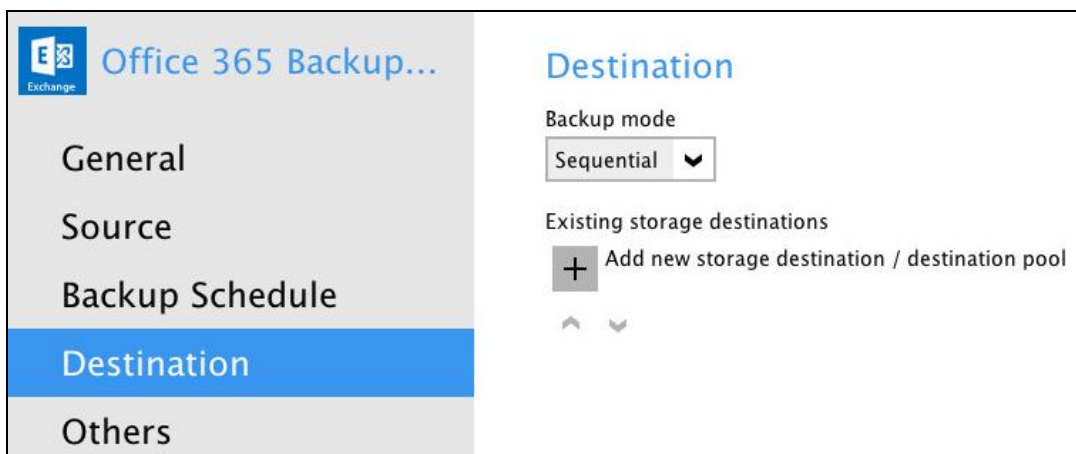 E
Exchange
Office 365 Backup...
General
Source
Backup Schedule
Destination
Others
Destination
Backup mode
Sequential
Existing storage destinations
Add new storage destination / destination pool